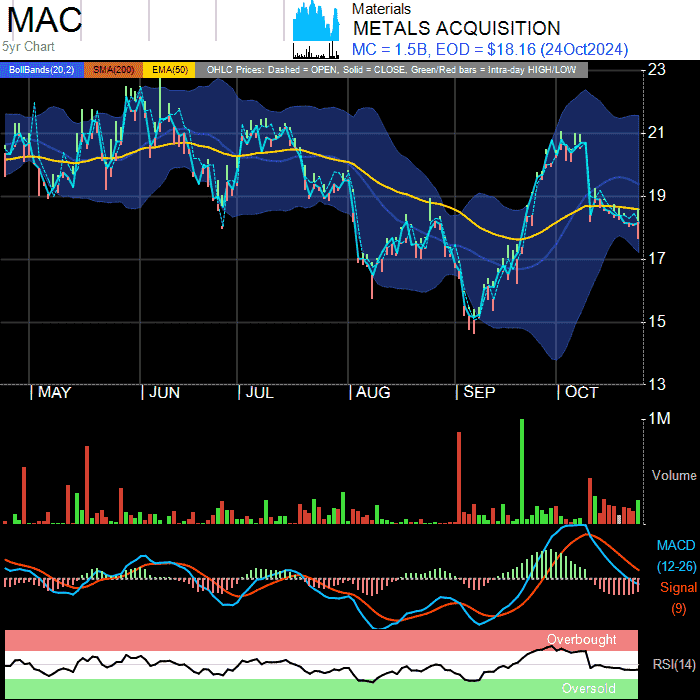 MAC
5yr Chart
Materials
METALS ACQUISITION
MC = 1.5B, EOD = $18.16 (24Oct2024)
BollBands(20,2) SMA(200) EMA(50) OHLC Prices: Dashed = OPEN, Solid = CLOSE, Green/Red bars = Intra-day HIGH/LOW
23
21
19
17
15
13
MAY JUN JUL AUG SEP OCT
1M
Volume
MACD
(12-26)
Signal
(9)
Overbought
RSI(14)
Oversold